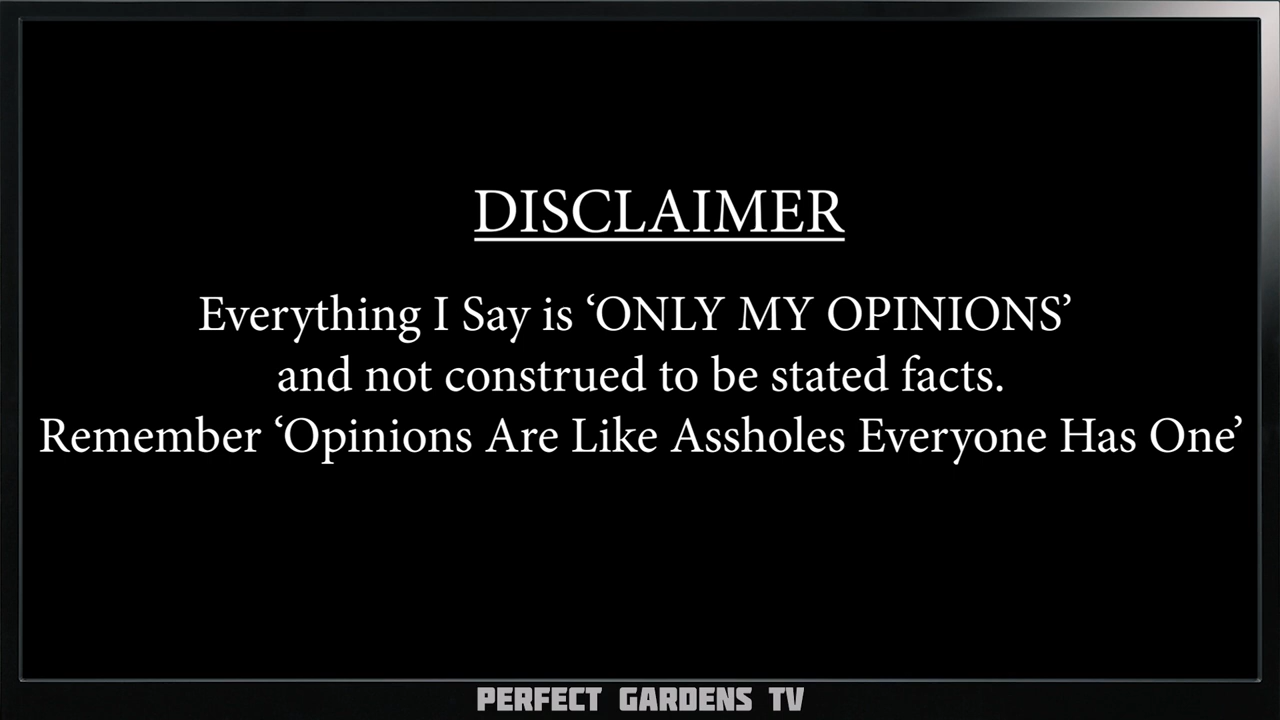 DISCLAIMER
Everything I Say is ‘ONLY MY OPINIONS’
and not construed to be stated facts.
Remember ‘Opinions Are Like Assholes Everyone Has One’
PERFECT GARDENS TV